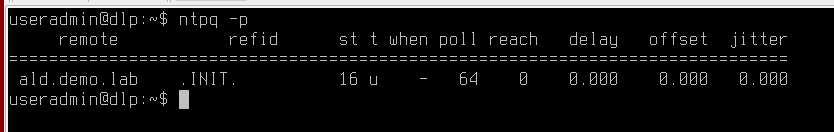 useradmin@dlp:~$ ntpq -p
remote refid st t when poll reach delay offset jitter
==============================================================================
ald.demo.lab .INIT. 16 u - 64 0 0.000 0.000 0.000
useradmin@dlp:~$